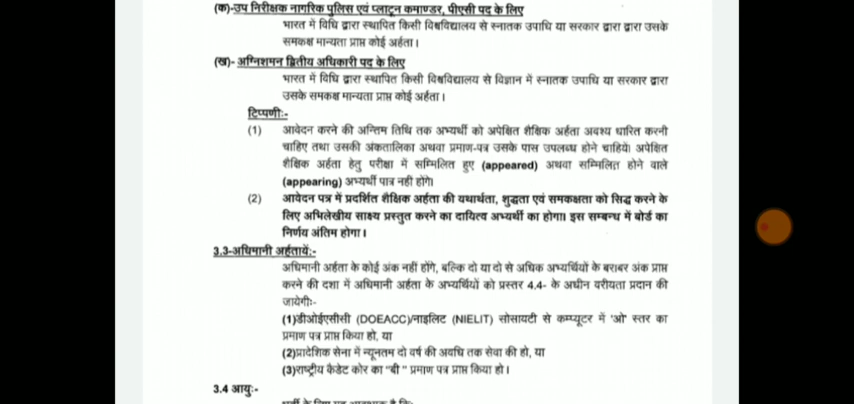 (क)-उप निरीक्षक नागरिक पुलिस एवं प्लाटून कमाण्डर, पीएसी पद के लिए
भारत में विधि द्वारा स्थापित किसी विश्वविद्यालय से स्नातक उपाधि या सरकार द्वारा द्वारा उसके
समकक्ष मान्यता प्राप्त कोई अर्हता।
(ख)- अग्निशमन द्वितीय अधिकारी पद के लिए
भारत में विधि द्वारा स्थापित किसी विश्वविद्यालय से विज्ञान में स्नातक उपाधि या सरकार द्वारा
उसके समकक्ष मान्यता प्राप्त कोई अर्हता।
टिप्पणीः-
(1) आवेदन करने की अन्तिम तिथि तक अभ्यर्थी को अपेक्षित शैक्षिक अर्हता अवश्य धारित करनी
चाहिए तथा उसकी अंकतालिका अथवा प्रमाण-पत्र उसके पास उपलब्ध होने चाहिये। अपेक्षित
शैक्षिक अर्हता हेतु परीक्षा में सम्मिलित हुए (appeared) अथवा सम्मिलित होने वाले
(appearing) अभ्यर्थी पात्र नही होंगे।
(2) आवेदन पत्र में प्रदर्शित शैक्षिक अर्हता की यथार्थता, शुद्धता एवं समकक्षता को सिद्ध करने के
लिए अभिलेखीय साक्ष्य प्रस्तुत करने का दायित्व अभ्यर्थी का होगा। इस सम्बन्ध में बोर्ड का
निर्णय अंतिम होगा।
3.3-अधिमानी अर्हतायेंः-
अधिमानी अर्हता के कोई अंक नहीं होंगे, बल्कि दो या दो से अधिक अभ्यर्थियों के बराबर अंक प्राप्त
करने की दशा में अधिमानी अर्हता के अभ्यर्थियों को प्रस्तर 4.4- के अधीन वरीयता प्रदान की
जायेगीः-
(1)डीओईएसीसी (DOEACC)/नाइलिट (NIELIT) सोसायटी से कम्प्यूटर में 'ओ' स्तर का
प्रमाण पत्र प्राप्त किया हो, या
(2)प्रादेशिक सेना में न्यूनतम दो वर्ष की अवधि तक सेवा की हो, या
(3)राष्ट्रीय कैडेट कोर का "बी" प्रमाण पत्र प्राप्त किया हो।
3.4 आयुः-